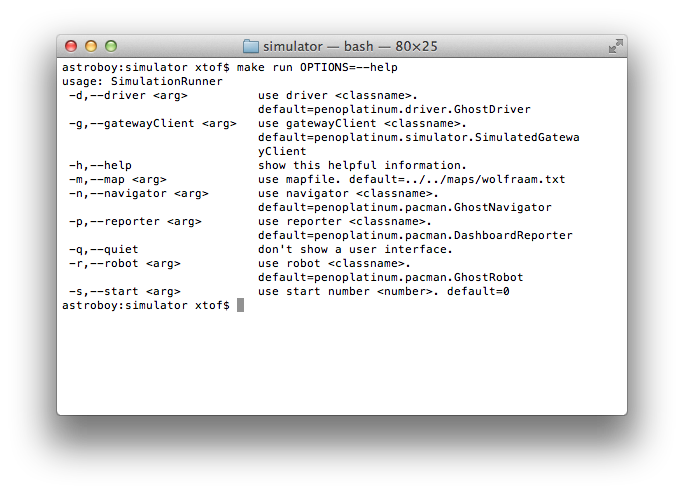 simulator — bash — 80×25
astroboy:simulator xtof$ make run OPTIONS=--help
usage: SimulationRunner
 -d,--driver <arg>          use driver <classname>.
                            default=penoplatinum.driver.GhostDriver
 -g,--gatewayClient <arg>   use gatewayClient <classname>.
                            default=penoplatinum.simulator.SimulatedGatewa
                            yClient
 -h,--help                  show this helpful information.
 -m,--map <arg>             use mapfile. default=../../maps/wolfraam.txt
 -n,--navigator <arg>       use navigator <classname>.
                            default=penoplatinum.pacman.GhostNavigator
 -p,--reporter <arg>        use reporter <classname>.
                            default=penoplatinum.pacman.DashboardReporter
 -q,--quiet                 don't show a user interface.
 -r,--robot <arg>           use robot <classname>.
                            default=penoplatinum.pacman.GhostRobot
 -s,--start <arg>           use start number <number>. default=0
astroboy:simulator xtof$